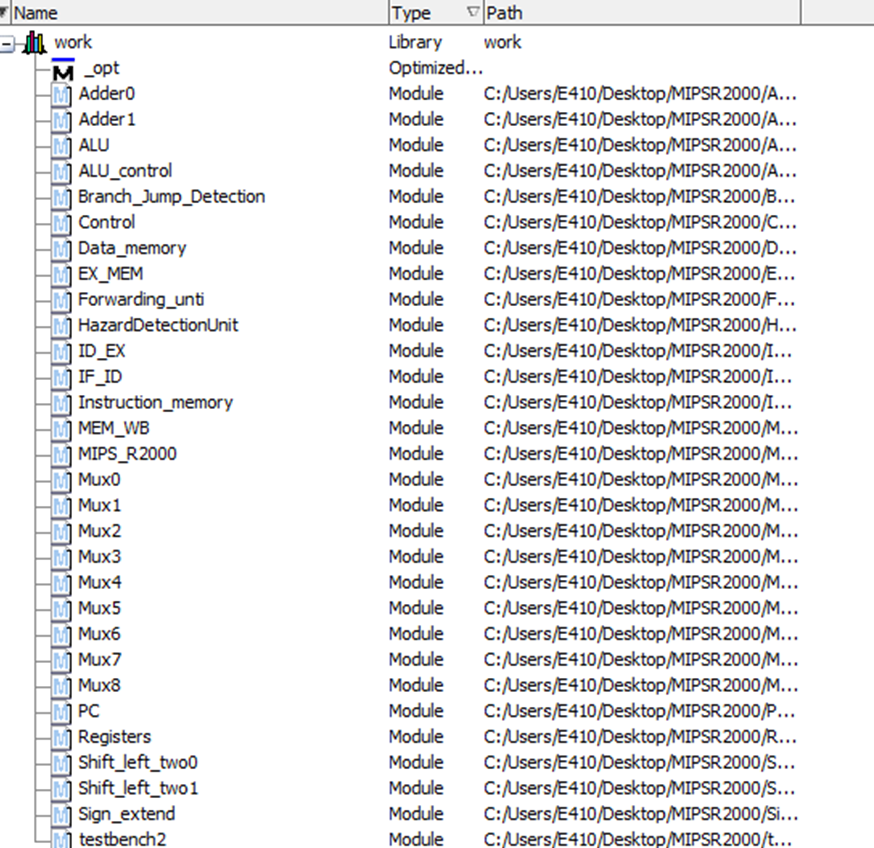 Name Type Path
work Library work
_opt Optimized...
Adder0 Module C:/Users/E410/Desktop/MIPSR2000/A...
Adder1 Module C:/Users/E410/Desktop/MIPSR2000/A...
ALU Module C:/Users/E410/Desktop/MIPSR2000/A...
ALU_control Module C:/Users/E410/Desktop/MIPSR2000/A...
Branch_Jump_Detection Module C:/Users/E410/Desktop/MIPSR2000/B...
Control Module C:/Users/E410/Desktop/MIPSR2000/C...
Data_memory Module C:/Users/E410/Desktop/MIPSR2000/D...
EX_MEM Module C:/Users/E410/Desktop/MIPSR2000/E...
Forwarding_unti Module C:/Users/E410/Desktop/MIPSR2000/F...
HazardDetectionUnit Module C:/Users/E410/Desktop/MIPSR2000/H...
ID_EX Module C:/Users/E410/Desktop/MIPSR2000/I...
IF_ID Module C:/Users/E410/Desktop/MIPSR2000/I...
Instruction_memory Module C:/Users/E410/Desktop/MIPSR2000/I...
MEM_WB Module C:/Users/E410/Desktop/MIPSR2000/M...
MIPS_R2000 Module C:/Users/E410/Desktop/MIPSR2000/M...
Mux0 Module C:/Users/E410/Desktop/MIPSR2000/M...
Mux1 Module C:/Users/E410/Desktop/MIPSR2000/M...
Mux2 Module C:/Users/E410/Desktop/MIPSR2000/M...
Mux3 Module C:/Users/E410/Desktop/MIPSR2000/M...
Mux4 Module C:/Users/E410/Desktop/MIPSR2000/M...
Mux5 Module C:/Users/E410/Desktop/MIPSR2000/M...
Mux6 Module C:/Users/E410/Desktop/MIPSR2000/M...
Mux7 Module C:/Users/E410/Desktop/MIPSR2000/M...
Mux8 Module C:/Users/E410/Desktop/MIPSR2000/M...
PC Module C:/Users/E410/Desktop/MIPSR2000/P...
Registers Module C:/Users/E410/Desktop/MIPSR2000/R...
Shift_left_two0 Module C:/Users/E410/Desktop/MIPSR2000/S...
Shift_left_two1 Module C:/Users/E410/Desktop/MIPSR2000/S...
Sign_extend Module C:/Users/E410/Desktop/MIPSR2000/Si...
testbench2 Module C:/Users/E410/Desktop/MIPSR2000/t...